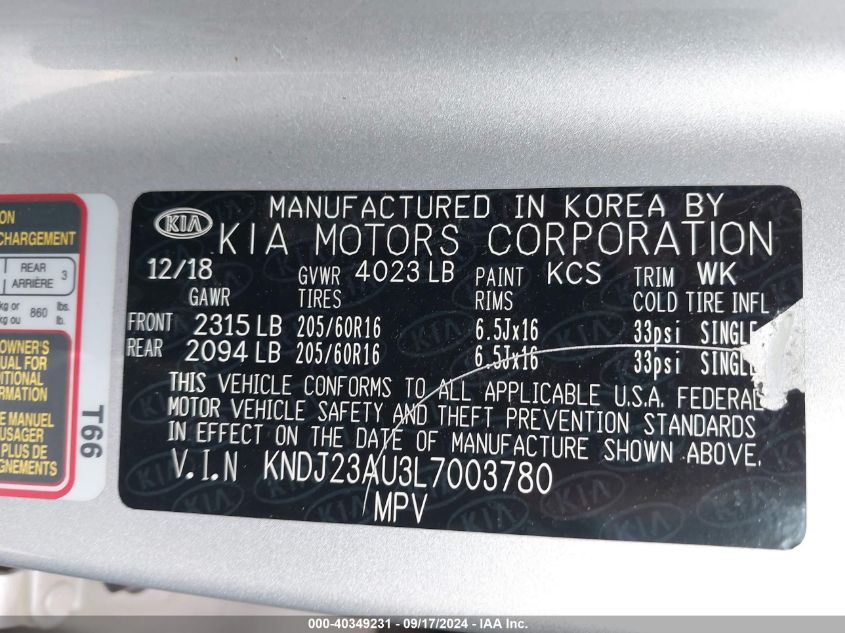 ON
CHARGEMENT
REAR 3
ARRIÈRE
kg or 860 lbs.
kg ou lb.
OWNER'S
UAL FOR
DITIONAL
RMATION
E MANUEL
USAGER
PLUS DE
GNEMENTS
T66
KIA
MANUFACTURED IN KOREA BY
KIA MOTORS CORPORATION
12/18 GVWR 4023 LB PAINT KCS TRIM WK
GAWR TIRES RIMS COLD TIRE INFL
FRONT 2315 LB 205/60R16 6.5Jx16 33psi SINGLE
REAR 2094 LB 205/60R16 6.5Jx16 33psi SINGLE
THIS VEHICLE CONFORMS TO ALL APPLICABLE U.S.A. FEDERAL
MOTOR VEHICLE SAFETY AND THEFT PREVENTION STANDARDS
IN EFFECT ON THE DATE OF MANUFACTURE SHOWN ABOVE.
V.I.N KNDJ23AU3L7003780
MPV
000-40349231 - 09/17/2024 - IAA Inc.